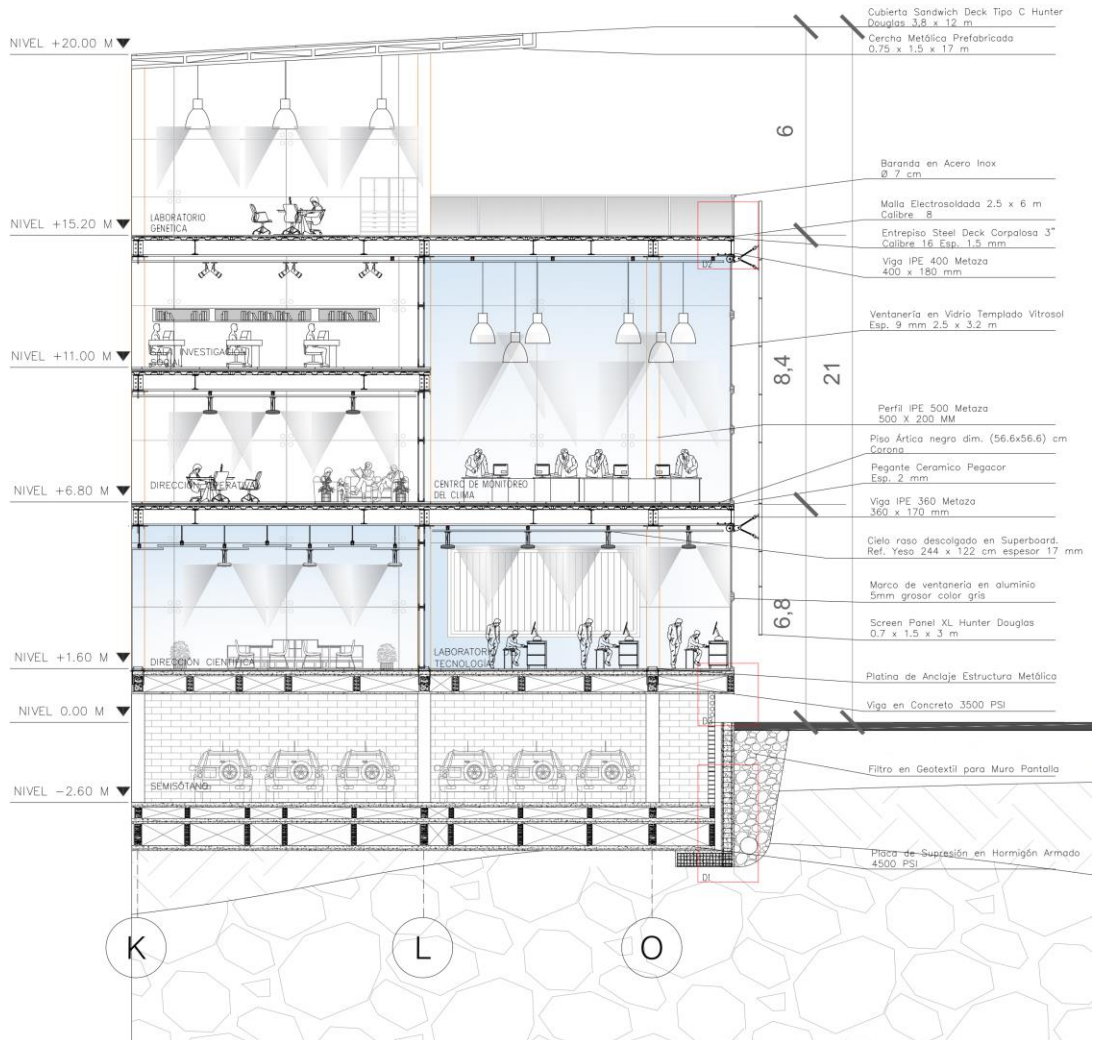 Cubierta Sandwich Deck Tipo C Hunter
Douglas 3,8 x 12 m
NIVEL +20.00 M
Cercha Metálica Prefabricada
0.75 x 1.5 x 17 m
6
Baranda en Acero Inox
Ø 7 cm
Malla Electrosoldada 2.5 x 6 m
Calibre 8
NIVEL +15.20 M
LABORATORIO
GENETICA
Entrepiso Steel Deck Corpalosa 3"
Calibre 16 Esp. 1.5 mm
D2
Viga IPE 400 Metaza
400 x 180 mm
Ventanería en Vidrio Templado Vitrosol
Esp. 9 mm 2.5 x 3.2 m
NIVEL +11.00 M
SALA INVESTIGACIÓN
SOCIAL
8,4
21
Perfil IPE 500 Metaza
500 X 200 MM
Piso Ártica negro dim. (56.6x56.6) cm
Corona
Pegante Ceramico Pegacor
Esp. 2 mm
NIVEL +6.80 M
DIRECCIÓN OPERATIVA
CENTRO DE MONITOREO
DEL CLIMA
Viga IPE 360 Metaza
360 x 170 mm
Cielo raso descolgado en Superboard.
Ref. Yeso 244 x 122 cm espesor 17 mm
Marco de ventanería en aluminio
5mm grosor color gris
6,8
Screen Panel XL Hunter Douglas
0.7 x 1.5 x 3 m
NIVEL +1.60 M
DIRECCIÓN CIENTÍFICA
LABORATORIO
TECNOLOGÍA
Platina de Anclaje Estructura Metálica
Viga en Concreto 3500 PSI
NIVEL 0.00 M
Filtro en Geotextil para Muro Pantalla
NIVEL -2.60 M
SEMISÓTANO
Placa de Supresión en Hormigón Armado
4500 PSI
D1
K
L
O